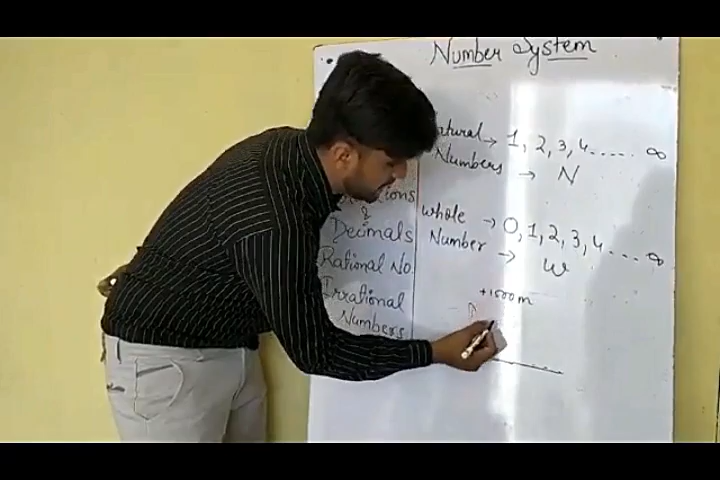 Number System
Numbers → N
1, 2, 3, 4...... ∞
Decimals
Rational No.
Irrational
Numbers
whole → 0, 1, 2, 3, 4.... ∞
Number → W
+1500m